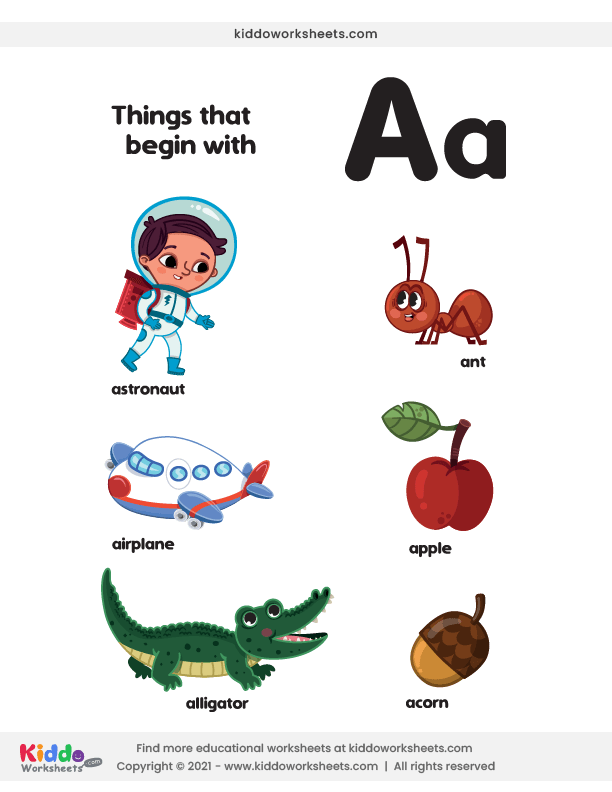 kiddoworksheets.com
Things that
begin with
Aa
astronaut
ant
airplane
apple
alligator
acorn
Kiddo
Worksheets
.com
Find more educational worksheets at kiddoworksheets.com
Copyright © 2021 - www.kiddoworksheets.com | All rights reserved